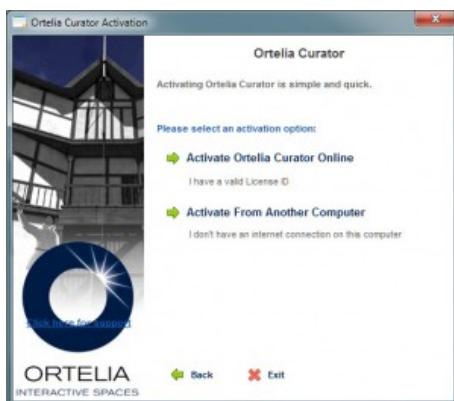 Ortelia Curator Activation
Ortelia Curator
Activating Ortelia Curator is simple and quick.
Please select an activation option:
Activate Ortelia Curator Online
I have a valid License ID
Activate From Another Computer
I don't have an internet connection on this computer
Click here for support
ORTELIA
INTERACTIVE SPACES
Back
Exit